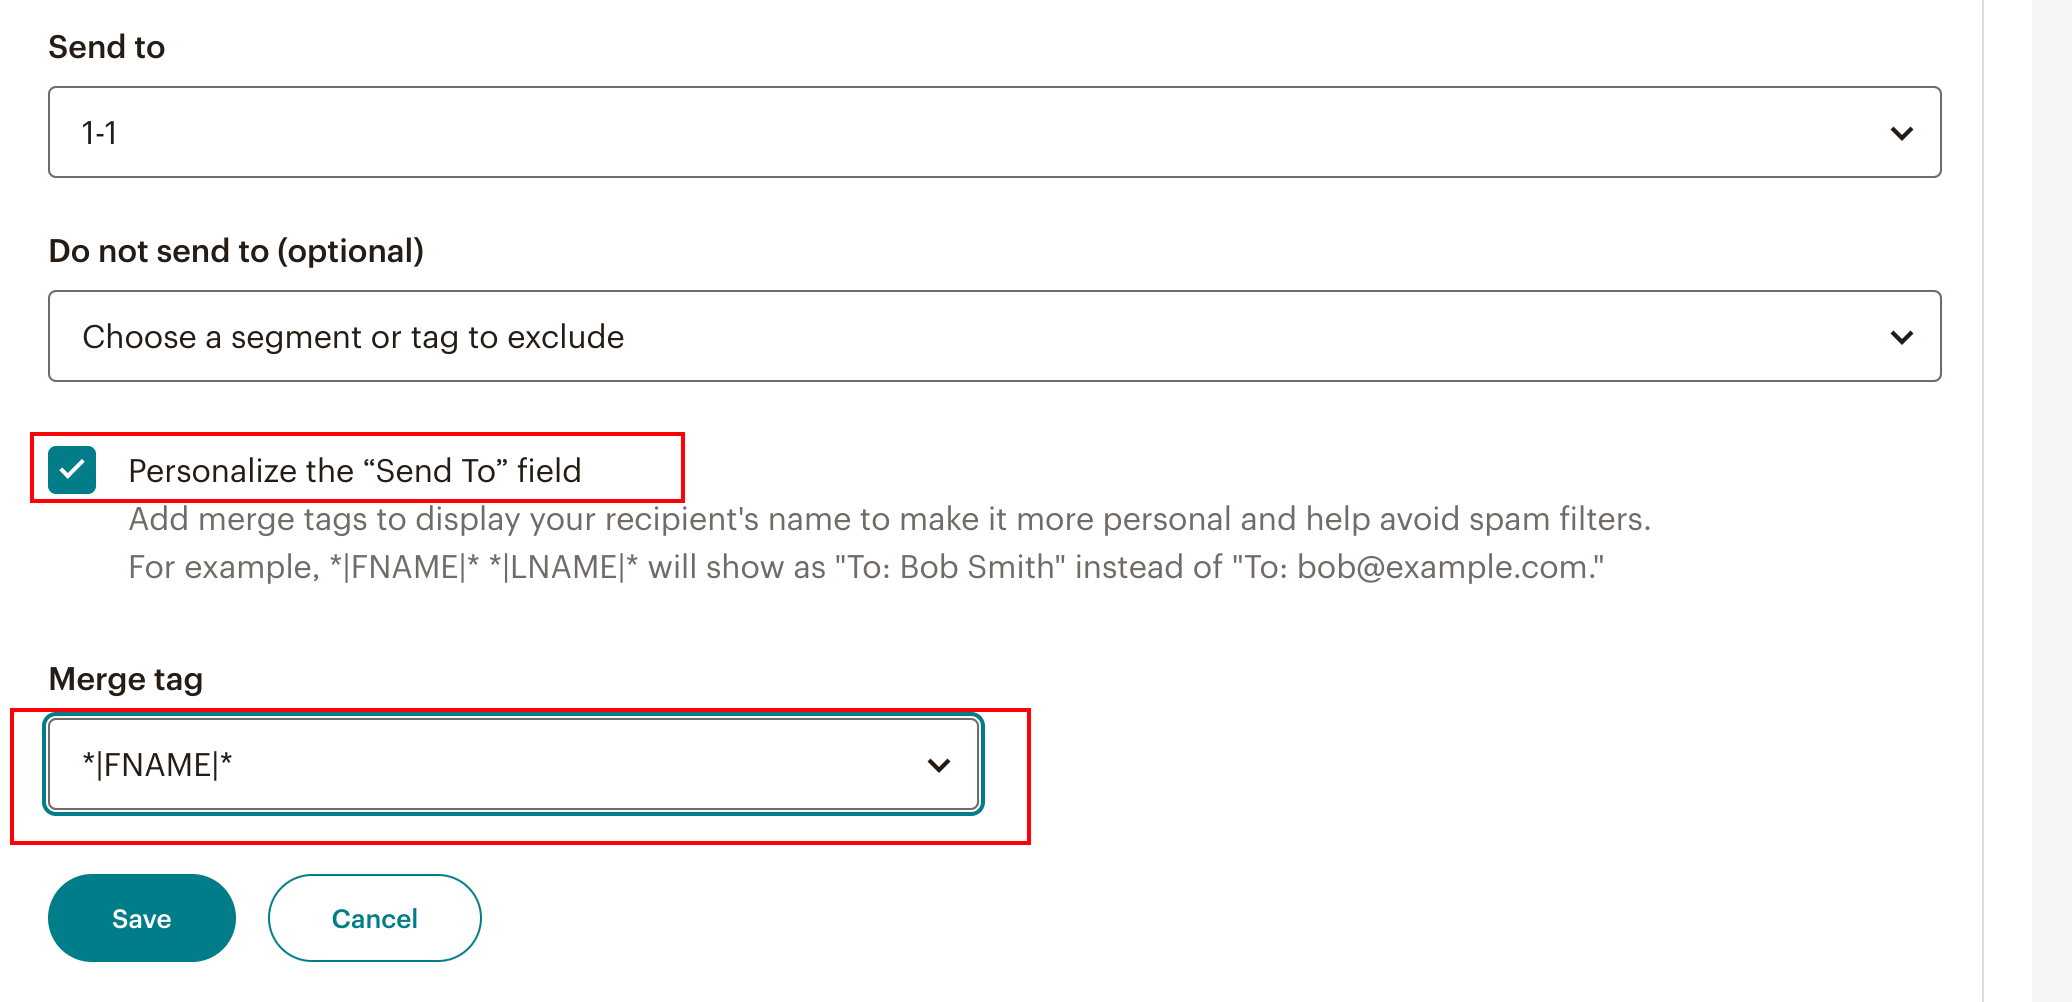 Send to
1-1
Do not send to (optional)
Choose a segment or tag to exclude
Personalize the “Send To” field
Add merge tags to display your recipient's name to make it more personal and help avoid spam filters.
For example, *|FNAME|* *|LNAME|* will show as "To: Bob Smith" instead of "To: bob@example.com."
Merge tag
*|FNAME|*
Save
Cancel